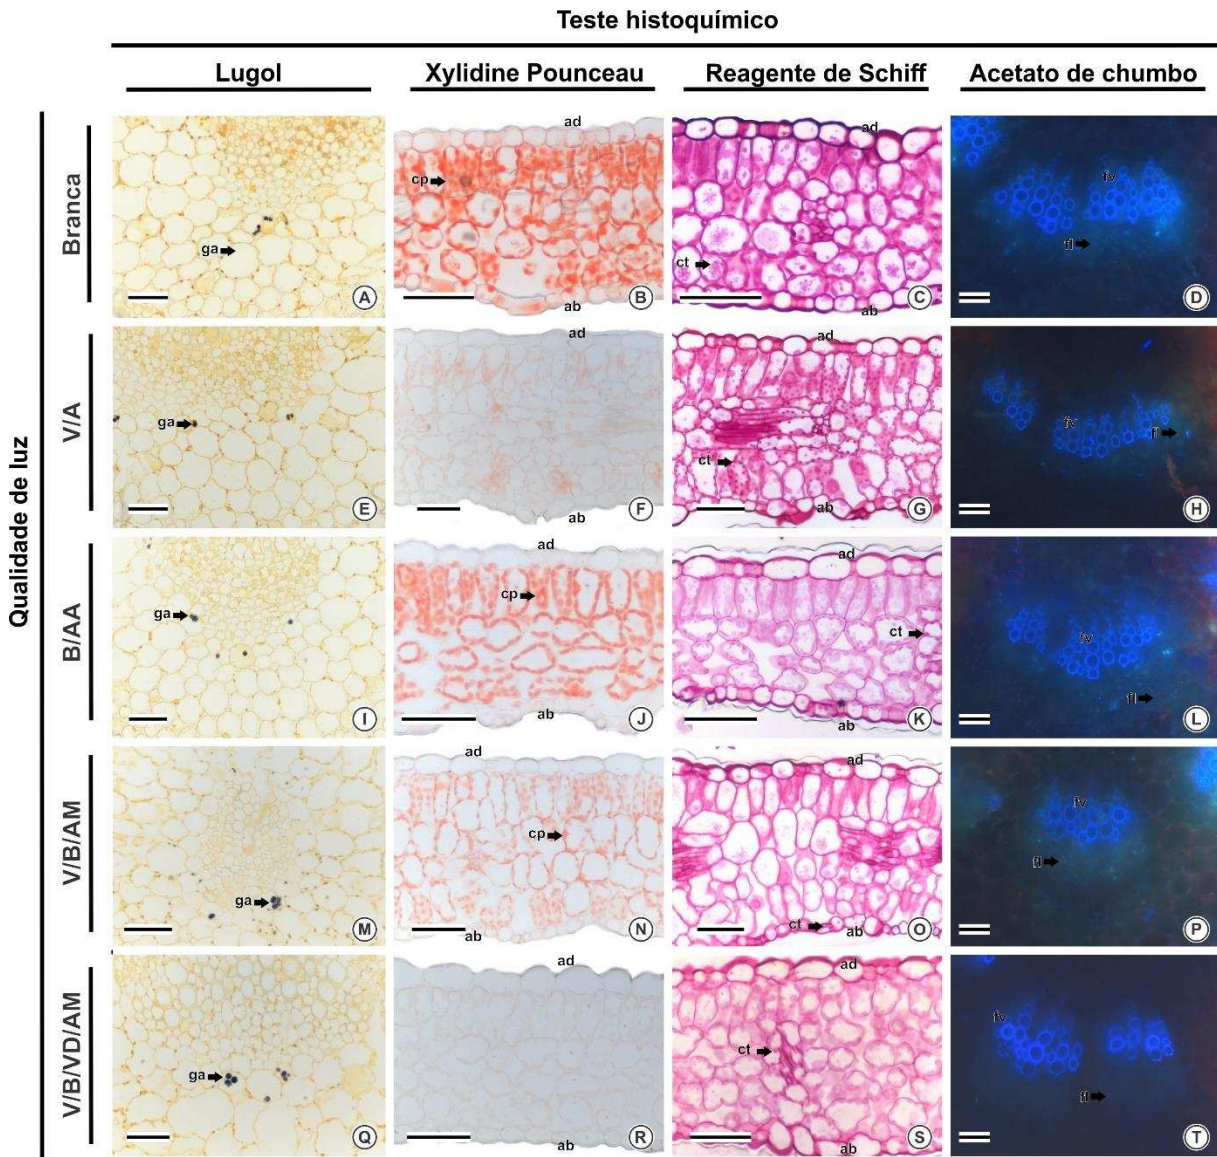 Teste histoquímico
Lugol Xylidine Pounceau Reagente de Schiff Acetato de chumbo
Qualidade de luz
Branca
ga
A
ad
cp
ab
B
ad
ct
ab
C
fv
fl
D
V/A
ga
E
ad
ab
F
ad
ct
ab
G
fv
fl
H
B/AA
ga
I
ad
cp
ab
J
ad
ct
ab
K
fv
fl
L
V/B/AM
ga
M
ad
cp
ab
N
ad
ct
ab
O
fv
fl
P
V/B/VD/AM
ga
Q
ad
ab
R
ad
ct
ab
S
fv
fl
T